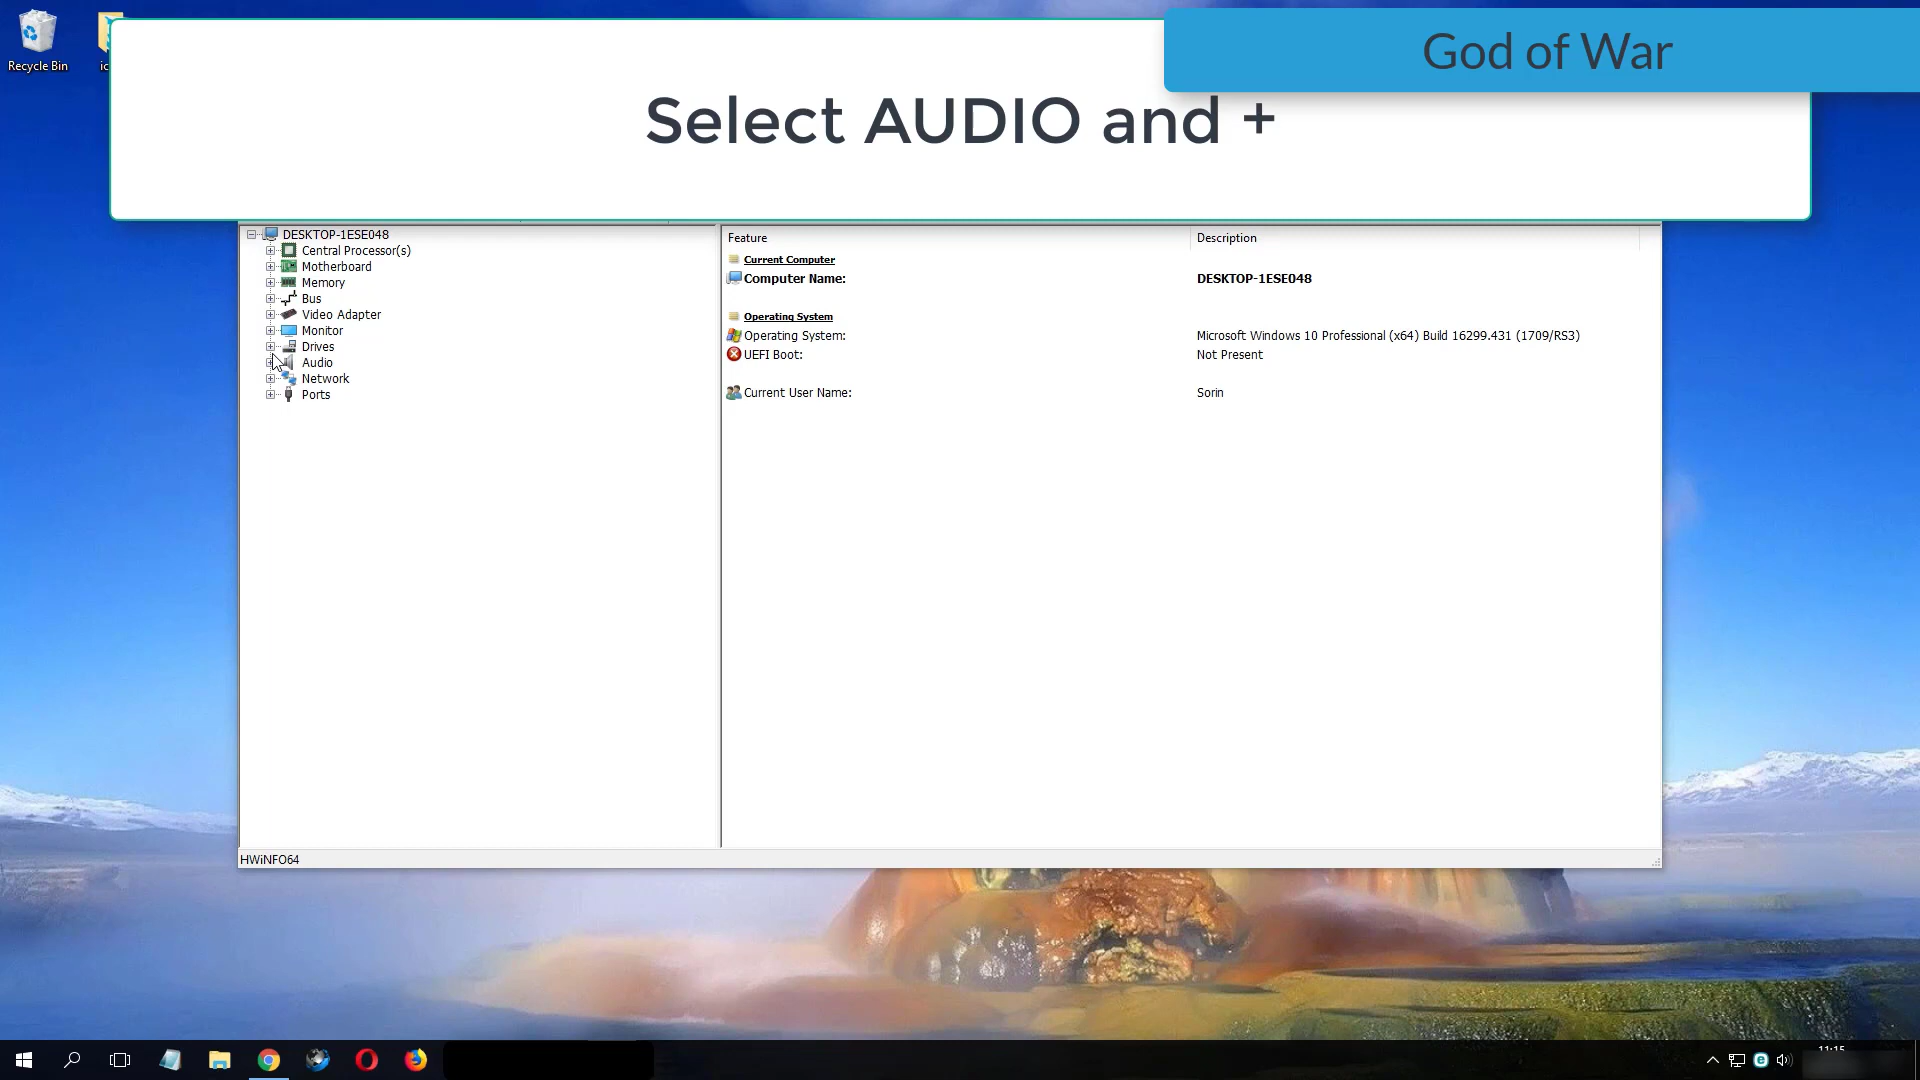 God of War
Select AUDIO and +
Recycle Bin
DESKTOP-1ESE048
Central Processor(s)
Motherboard
Memory
Bus
Video Adapter
Monitor
Drives
Audio
Network
Ports
Feature
Description
Current Computer
Computer Name:
DESKTOP-1ESE048
Operating System
Operating System:
Microsoft Windows 10 Professional (x64) Build 16299.431 (1709/RS3)
UEFI Boot:
Not Present
Current User Name:
Sorin
HWiNFO64
11:15